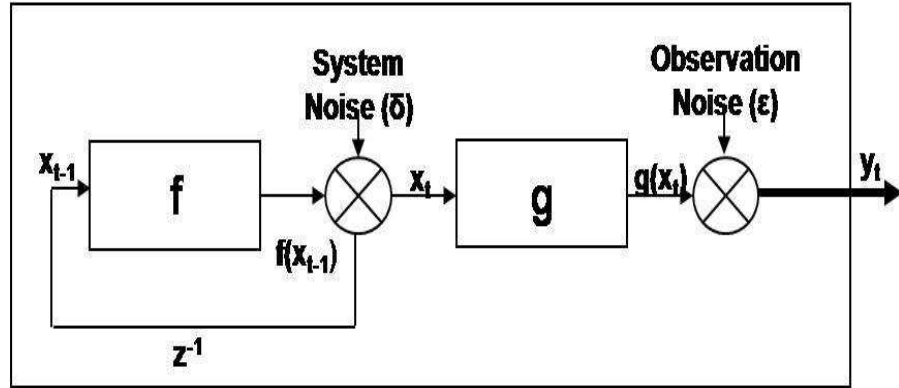 System
Noise (δ)
Observation
Noise (ε)
x_{t-1}
f
f(x_{t-1})
x_t
g
g(x_t)
y_t
z^{-1}